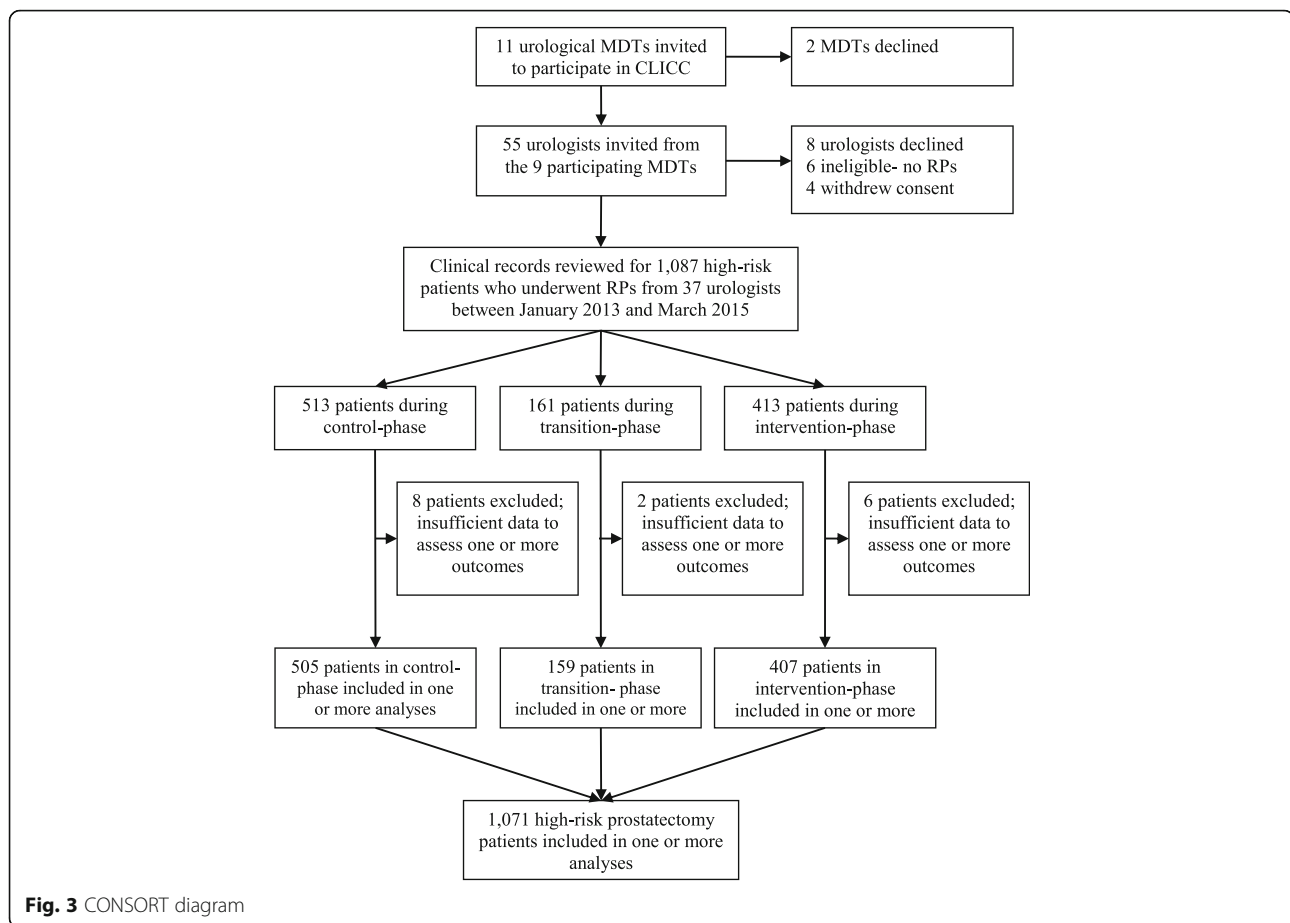 11 urological MDTs invited
to participate in CLICC
2 MDTs declined
55 urologists invited from
the 9 participating MDTs
8 urologists declined
6 ineligible- no RPs
4 withdrew consent
Clinical records reviewed for 1,087 high-risk
patients who underwent RPs from 37 urologists
between January 2013 and March 2015
513 patients during
control-phase
161 patients during
transition-phase
413 patients during
intervention-phase
8 patients excluded;
insufficient data to
assess one or more
outcomes
2 patients excluded;
insufficient data to
assess one or more
outcomes
6 patients excluded;
insufficient data to
assess one or more
outcomes
505 patients in control-
phase included in one
or more analyses
159 patients in
transition- phase
included in one or more
407 patients in
intervention-phase
included in one or more
1,071 high-risk prostatectomy
patients included in one or more
analyses
Fig. 3 CONSORT diagram